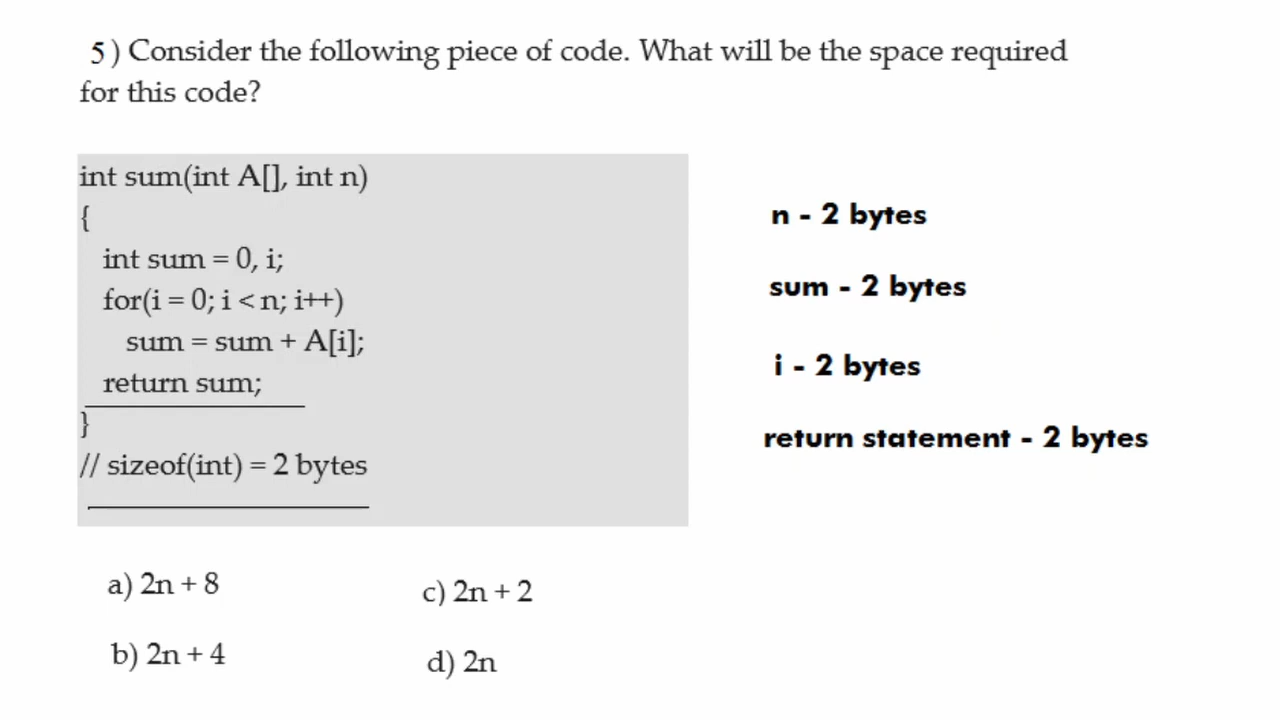 5) Consider the following piece of code. What will be the space required
for this code?
int sum(int A[], int n)
{
int sum = 0, i;
for(i = 0; i < n; i++)
sum = sum + A[i];
return sum;
}
// sizeof(int) = 2 bytes
n - 2 bytes
sum - 2 bytes
i - 2 bytes
return statement - 2 bytes
a) 2n + 8
c) 2n + 2
b) 2n + 4
d) 2n